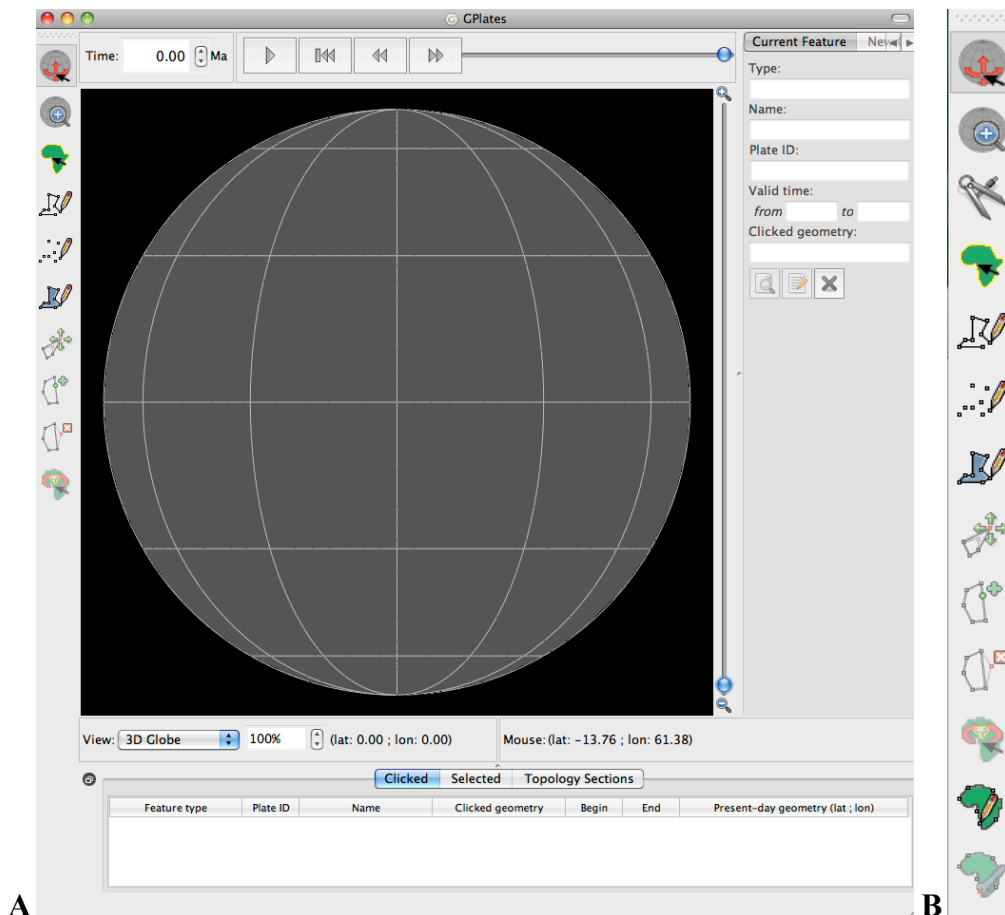 GPlates
Time: 0.00 Ma
Current Feature Nev
Type:
Name:
Plate ID:
Valid time:
from to
Clicked geometry:
View: 3D Globe 100% (lat: 0.00 ; lon: 0.00) Mouse: (lat: -13.76 ; lon: 61.38)
Clicked Selected Topology Sections
Feature type Plate ID Name Clicked geometry Begin End Present-day geometry (lat ; lon)
A B